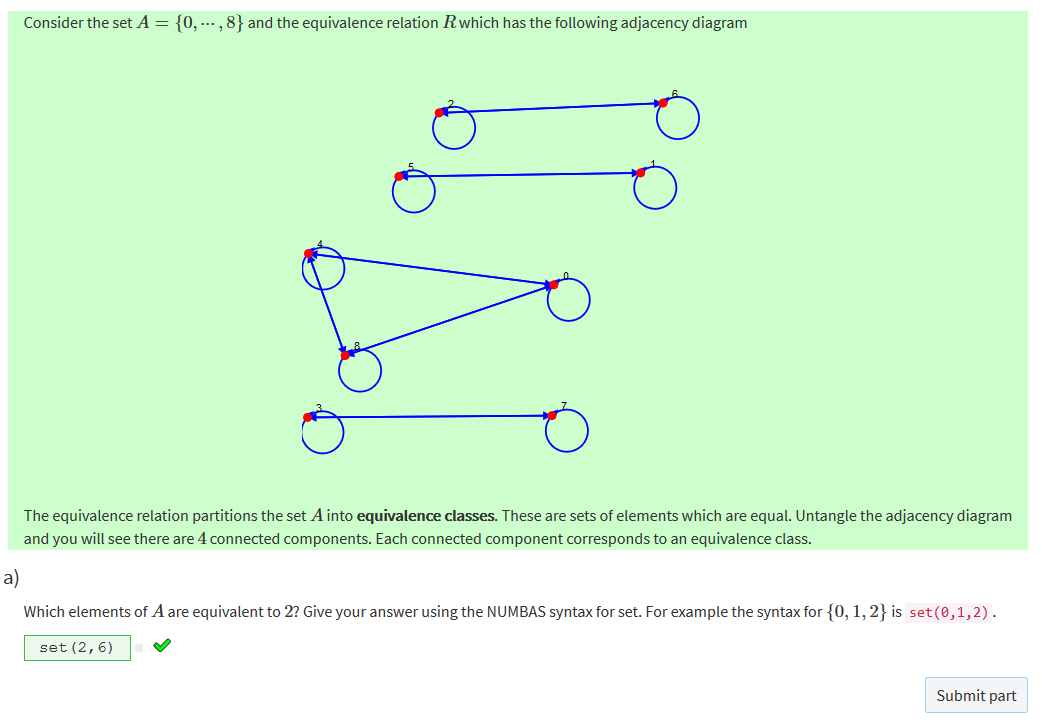 Consider the set A = {0, ⋯ , 8} and the equivalence relation R which has the following adjacency diagram
2
6
5
1
4
0
8
3
7
The equivalence relation partitions the set A into equivalence classes. These are sets of elements which are equal. Untangle the adjacency diagram
and you will see there are 4 connected components. Each connected component corresponds to an equivalence class.
a)
Which elements of A are equivalent to 2? Give your answer using the NUMBAS syntax for set. For example the syntax for {0, 1, 2} is set(0,1,2) .
set(2,6)
Submit part